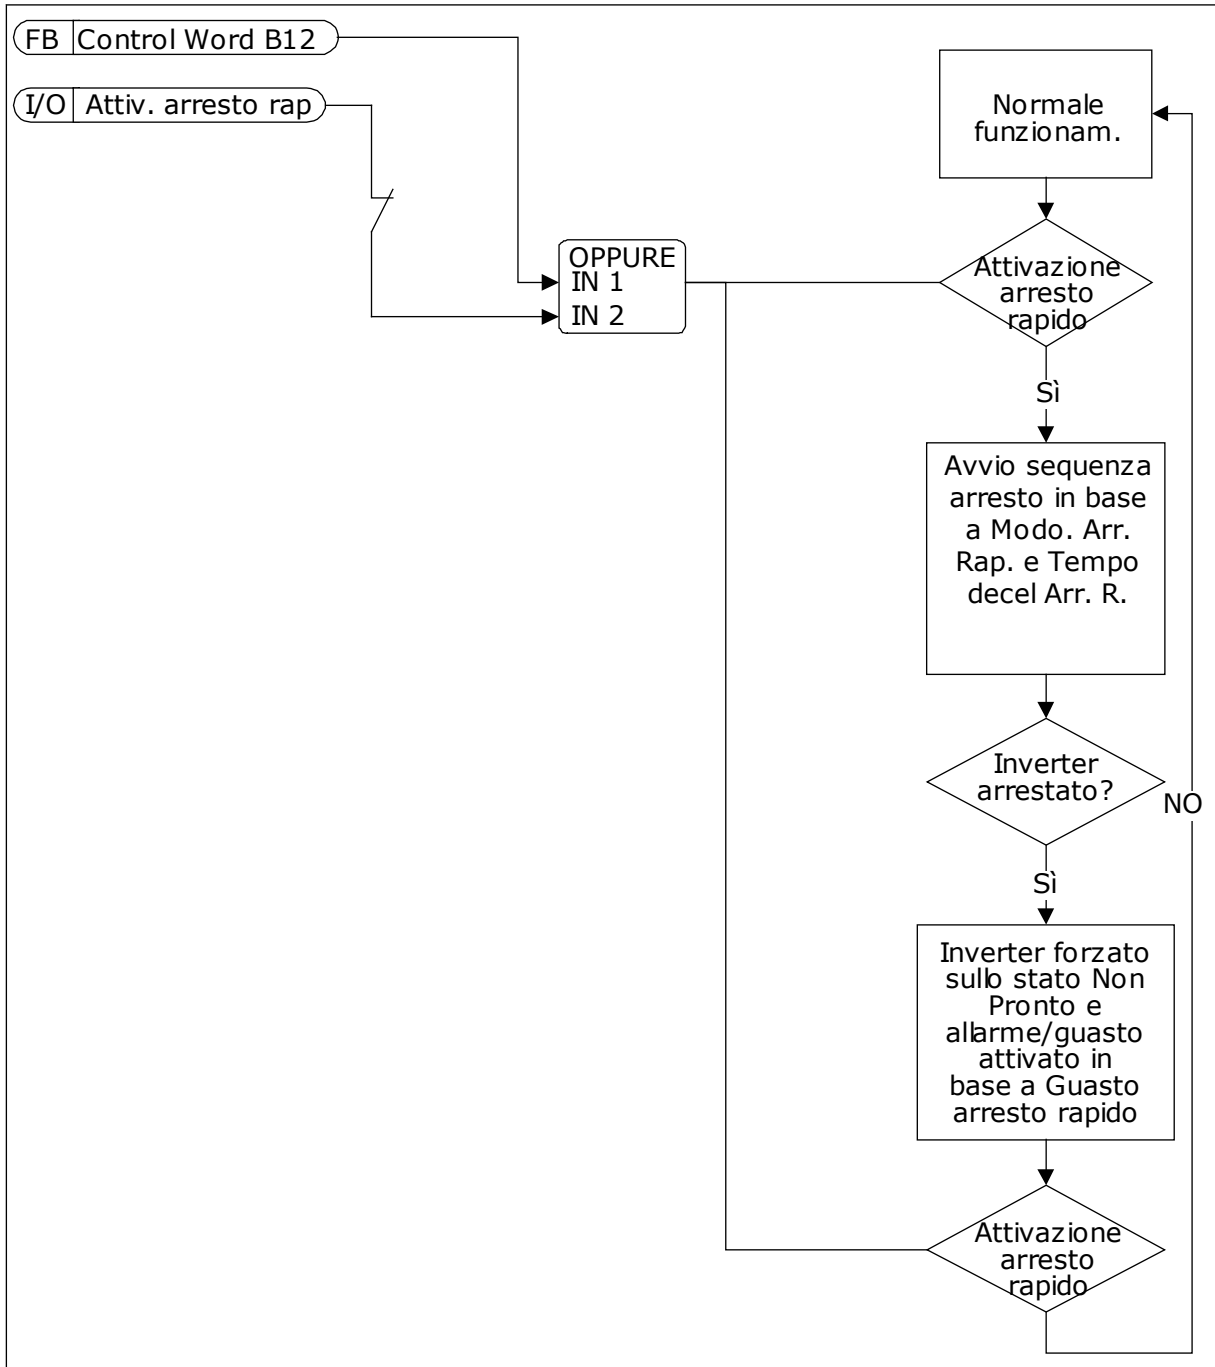 FB Control Word B12
I/O Attiv. arresto rap
OPPURE
IN 1
IN 2
Normale
funzionam.
Attivazione
arresto
rapido
Sì
Avvio sequenza
arresto in base
a Modo. Arr.
Rap. e Tempo
decel Arr. R.
Inverter
arrestato?
NO
Sì
Inverter forzato
sullo stato Non
Pronto e
allarme/guasto
attivato in
base a Guasto
arresto rapido
Attivazione
arresto
rapido